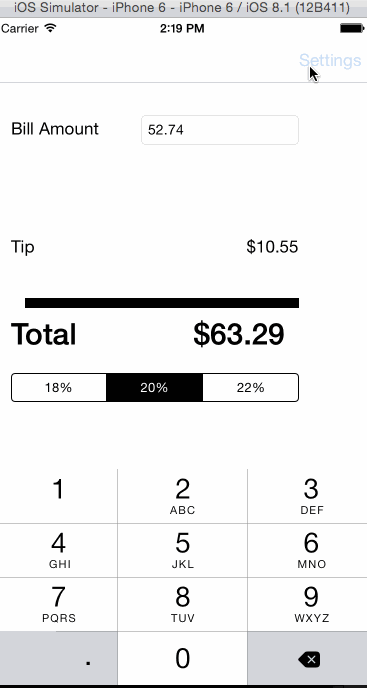 iOS Simulator - iPhone 6 - iPhone 6 / iOS 8.1 (12B411)
Carrier 2:19 PM
Settings
Bill Amount 52.74
Tip $10.55
Total $63.29
18% 20% 22%
1 2 3
ABC DEF
4 5 6
GHI JKL MNO
7 8 9
PQRS TUV WXYZ
. 0